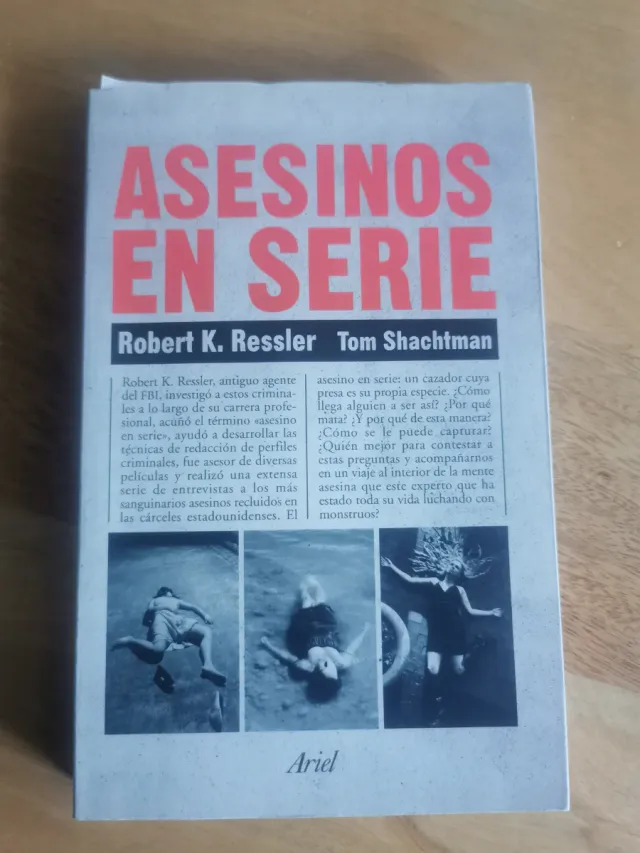 ASESINOS
EN SERIE
Robert K. Ressler Tom Shachtman
Robert K. Ressler, antiguo agente
del FBI, investigó a estos crimina-
les a lo largo de su carrera profe-
sional, acuñó el término «asesino
en serie», ayudó a desarrollar las
técnicas de redacción de perfiles
criminales, fue asesor de diversas
películas y realizó una extensa
serie de entrevistas a los más
sanguinarios asesinos recluidos en
las cárceles estadounidenses. El
asesino en serie: un cazador cuya
presa es su propia especie. ¿Cómo
llega alguien a ser así? ¿Por qué
mata? ¿Y por qué de esta manera?
¿Cómo se le puede capturar?
¿Quién mejor para contestar a
estas preguntas y acompañarnos
en un viaje al interior de la mente
asesina que este experto que ha
estado toda su vida luchando con
monstruos?
Ariel